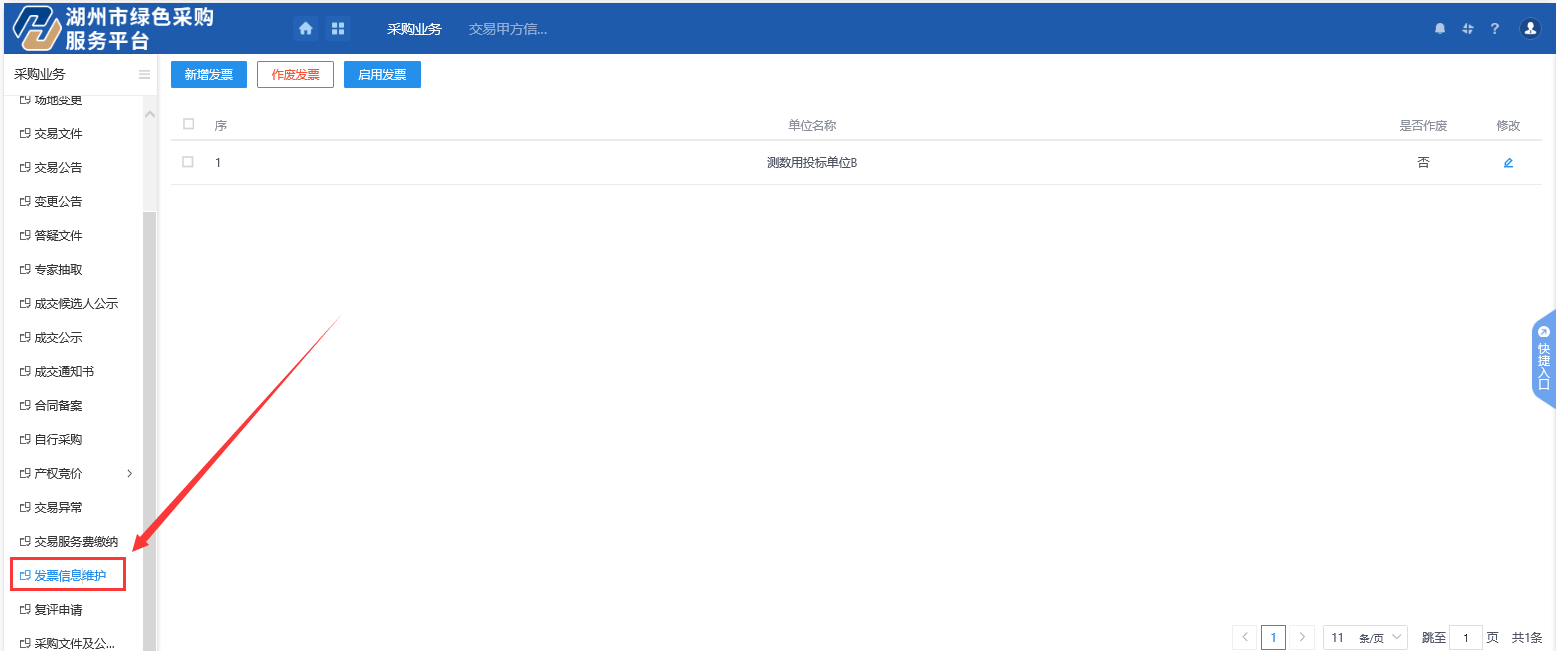 湖州市绿色采购
服务平台
采购业务
交易甲方信...
?
采购业务
场地变更
交易文件
交易公告
变更公告
答疑文件
专家抽取
成交候选人公示
成交公示
成交通知书
合同备案
自行采购
产权竞价
交易异常
交易服务费缴纳
发票信息维护
复评申请
采购文件及公...
新增发票
作废发票
启用发票
序
单位名称
是否作废
修改
1
测数用投标单位B
否
快捷入口
1
11 条/页
跳至 1 页
共1条